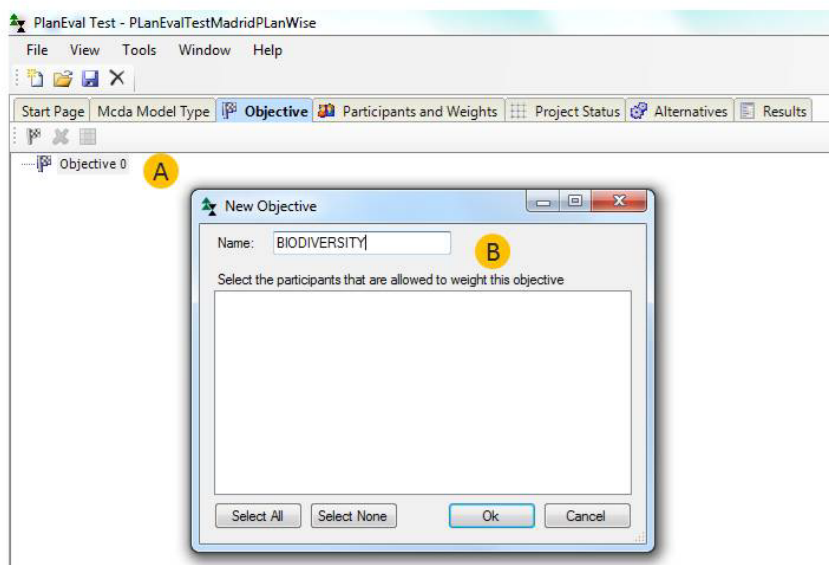 PlanEval Test - PLanEvalTestMadridPLanWise
File View Tools Window Help
Start Page Mcda Model Type Objective Participants and Weights Project Status Alternatives Results
Objective 0 A
New Objective
Name: BIODIVERSITY B
Select the participants that are allowed to weight this objective
Select All Select None Ok Cancel